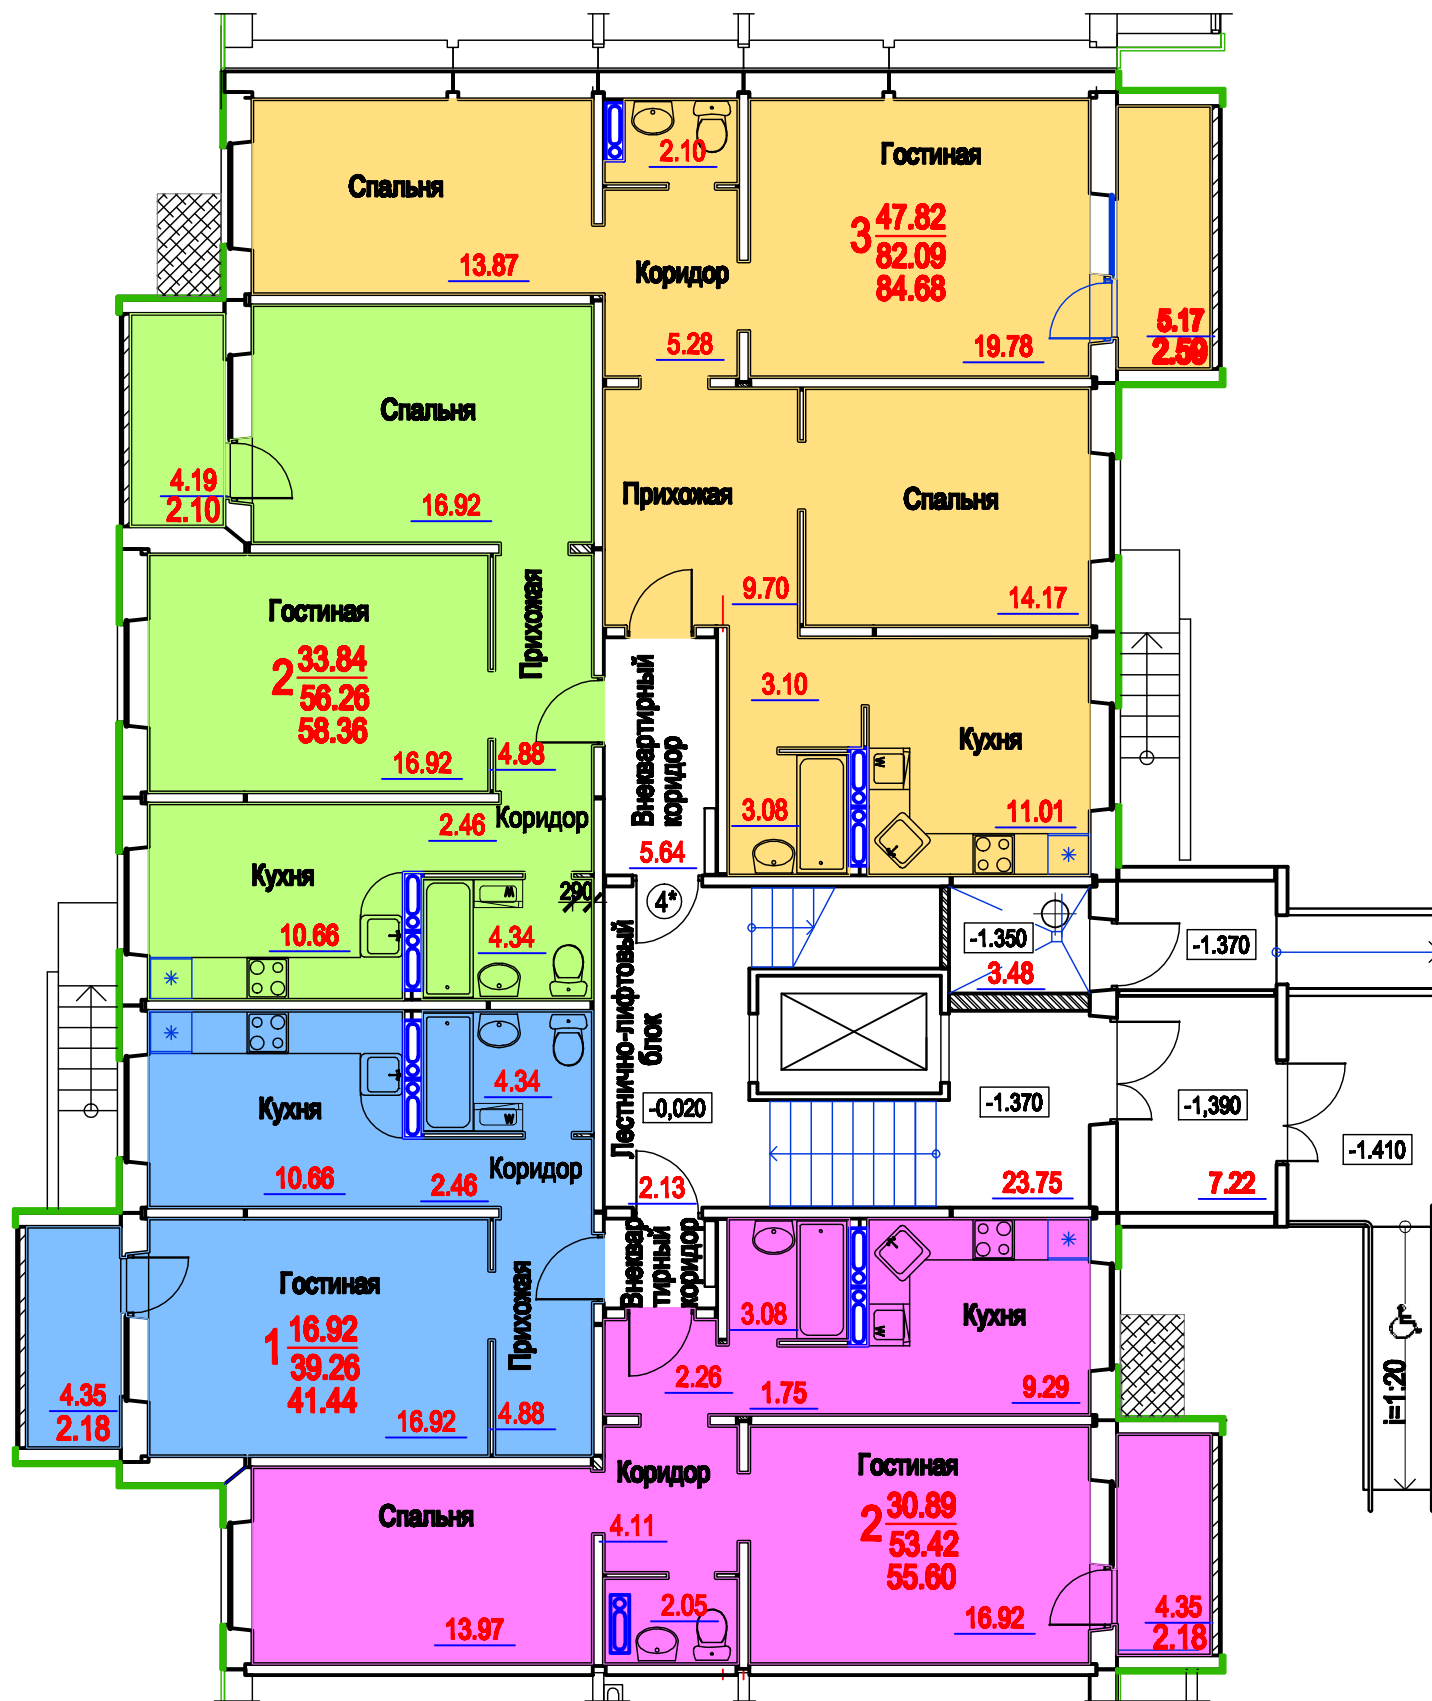 2.10
Гостиная
Спальня
3 47.82
82.09
84.68
13.87
Коридор
5.17
2.59
5.28
19.78
Спальня
4.19
2.10
16.92
Прихожая
Спальня
9.70
14.17
Гостиная
Прихожая
2 33.84
56.26
58.36
16.92
4.88
Внеквартирный
коридор
5.64
3.10
Кухня
3.08
11.01
W
2.46
Коридор
Кухня
10.66
W
290
4.34
4*
Лестнично-лифтовый
блок
-1.350
3.48
-1.370
-0,020
-1.370
-1,390
-1.410
23.75
7.22
2.13
4.34
W
Кухня
10.66
2.46
Коридор
Внеквар
тирный
коридор
Гостиная
Прихожая
1 16.92
39.26
41.44
4.35
2.18
16.92
4.88
3.08
W
Кухня
2.26
1.75
9.29
i=1:20
Коридор
Гостиная
Спальня
2 30.89
53.42
55.60
4.11
13.97
2.05
16.92
4.35
2.18